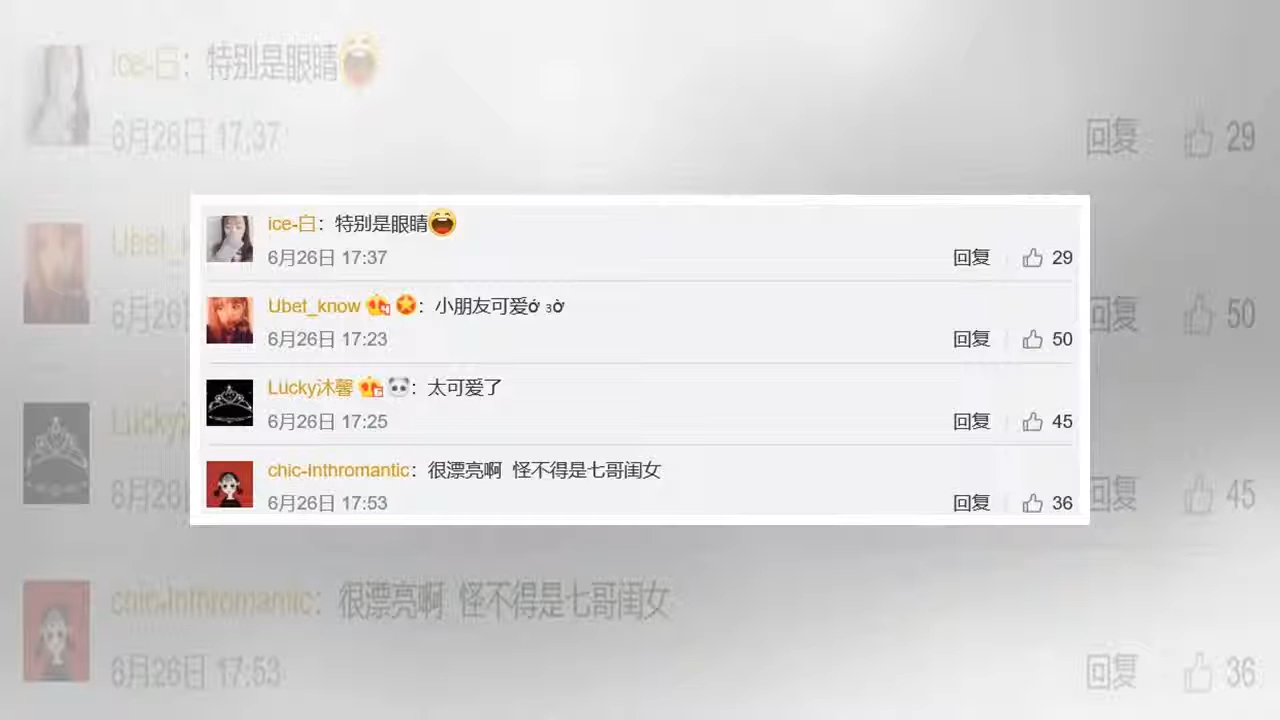 ice-白：特别是眼睛
6月26日 17:37
回复 29
Ubet_know：小朋友可爱ớ ₃ờ
6月26日 17:23
回复 50
Lucky沐馨：太可爱了
6月26日 17:25
回复 45
chic-inthromantic：很漂亮啊 怪不得是七哥闺女
6月26日 17:53
回复 36